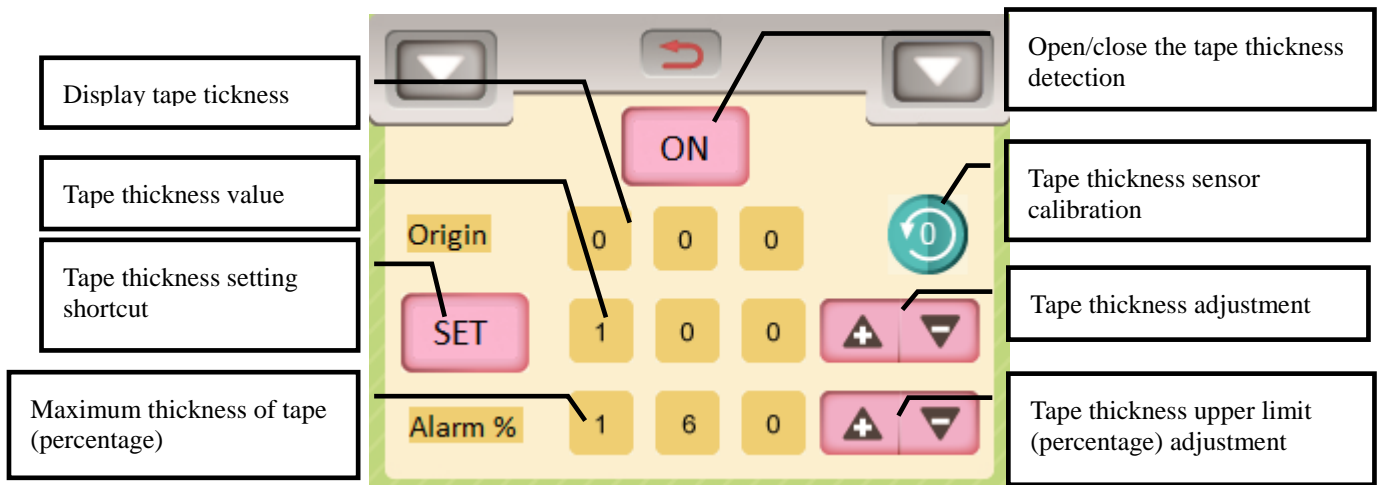 Display tape tickness
Tape thickness value
Tape thickness setting
shortcut
Maximum thickness of tape
(percentage)
ON
Origin
0 0 0
0
SET
1 0 0
Alarm %
1 6 0
Open/close the tape thickness
detection
Tape thickness sensor
calibration
Tape thickness adjustment
Tape thickness upper limit
(percentage) adjustment